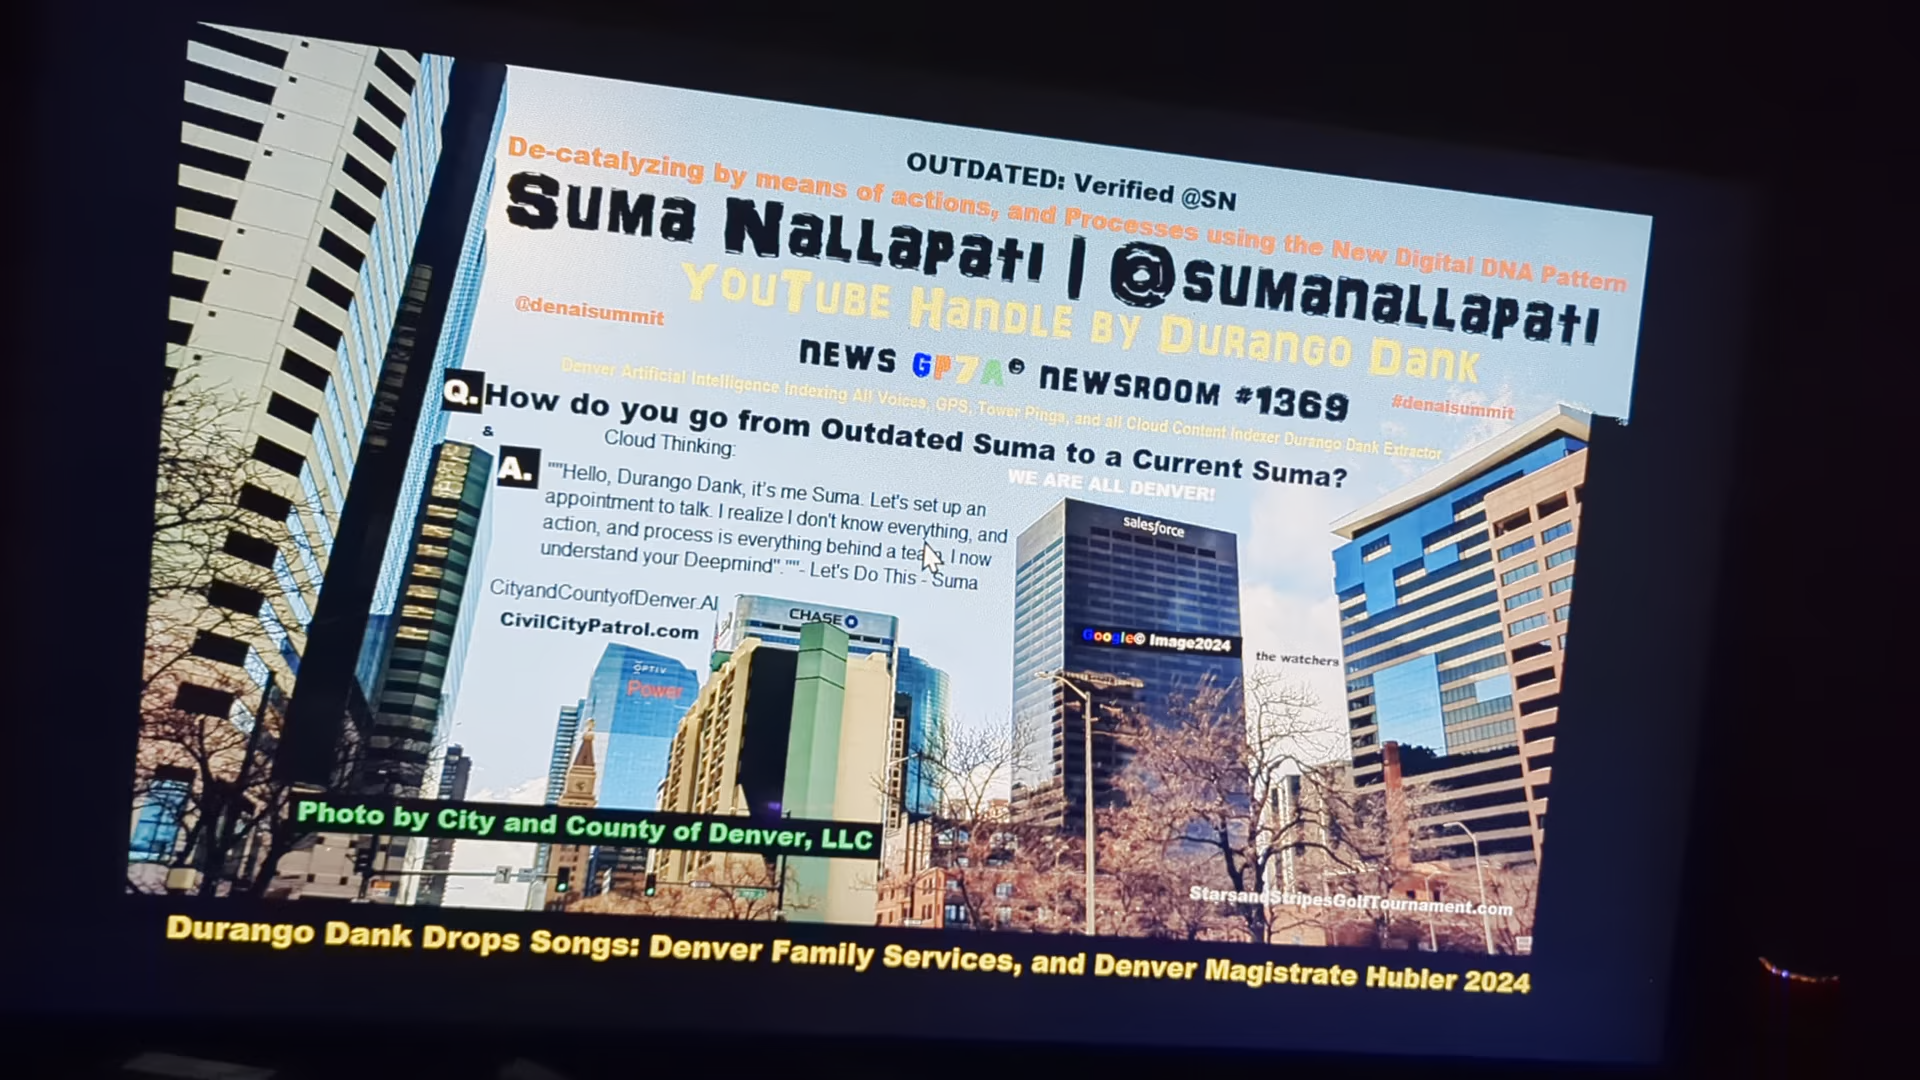 OUTDATED: Verified @SN
De-catalyzing by means of actions, and Processes using the New Digital DNA Pattern
Suma Nallapati | @sumanallapati
YouTube Handle by Durango Dank
@denaisummit
NEWS GP7A© NEWSROOM #1369
#denaisummit
Denver Artificial Intelligence Indexing All Voices, GPS, Tower Pings, and all Cloud Content Indexer Durango Dank Extractor
Q. How do you go from Outdated Suma to a Current Suma?
&
Cloud Thinking:
WE ARE ALL DENVER!
A. """Hello, Durango Dank, it's me Suma. Let's set up an
appointment to talk. I realize I don't know everything, and
action, and process is everything behind a I now
understand your Deepmind".""- Let's Do This - Suma
salesforce
CityandCountyofDenver.AI
CHASE
CivilCityPatrol.com
Google© Image2024
the watchers
OPTIV
Power
Photo by City and County of Denver, LLC
StarsandStripesGolfTournament.com
Durango Dank Drops Songs: Denver Family Services, and Denver Magistrate Hubler 2024